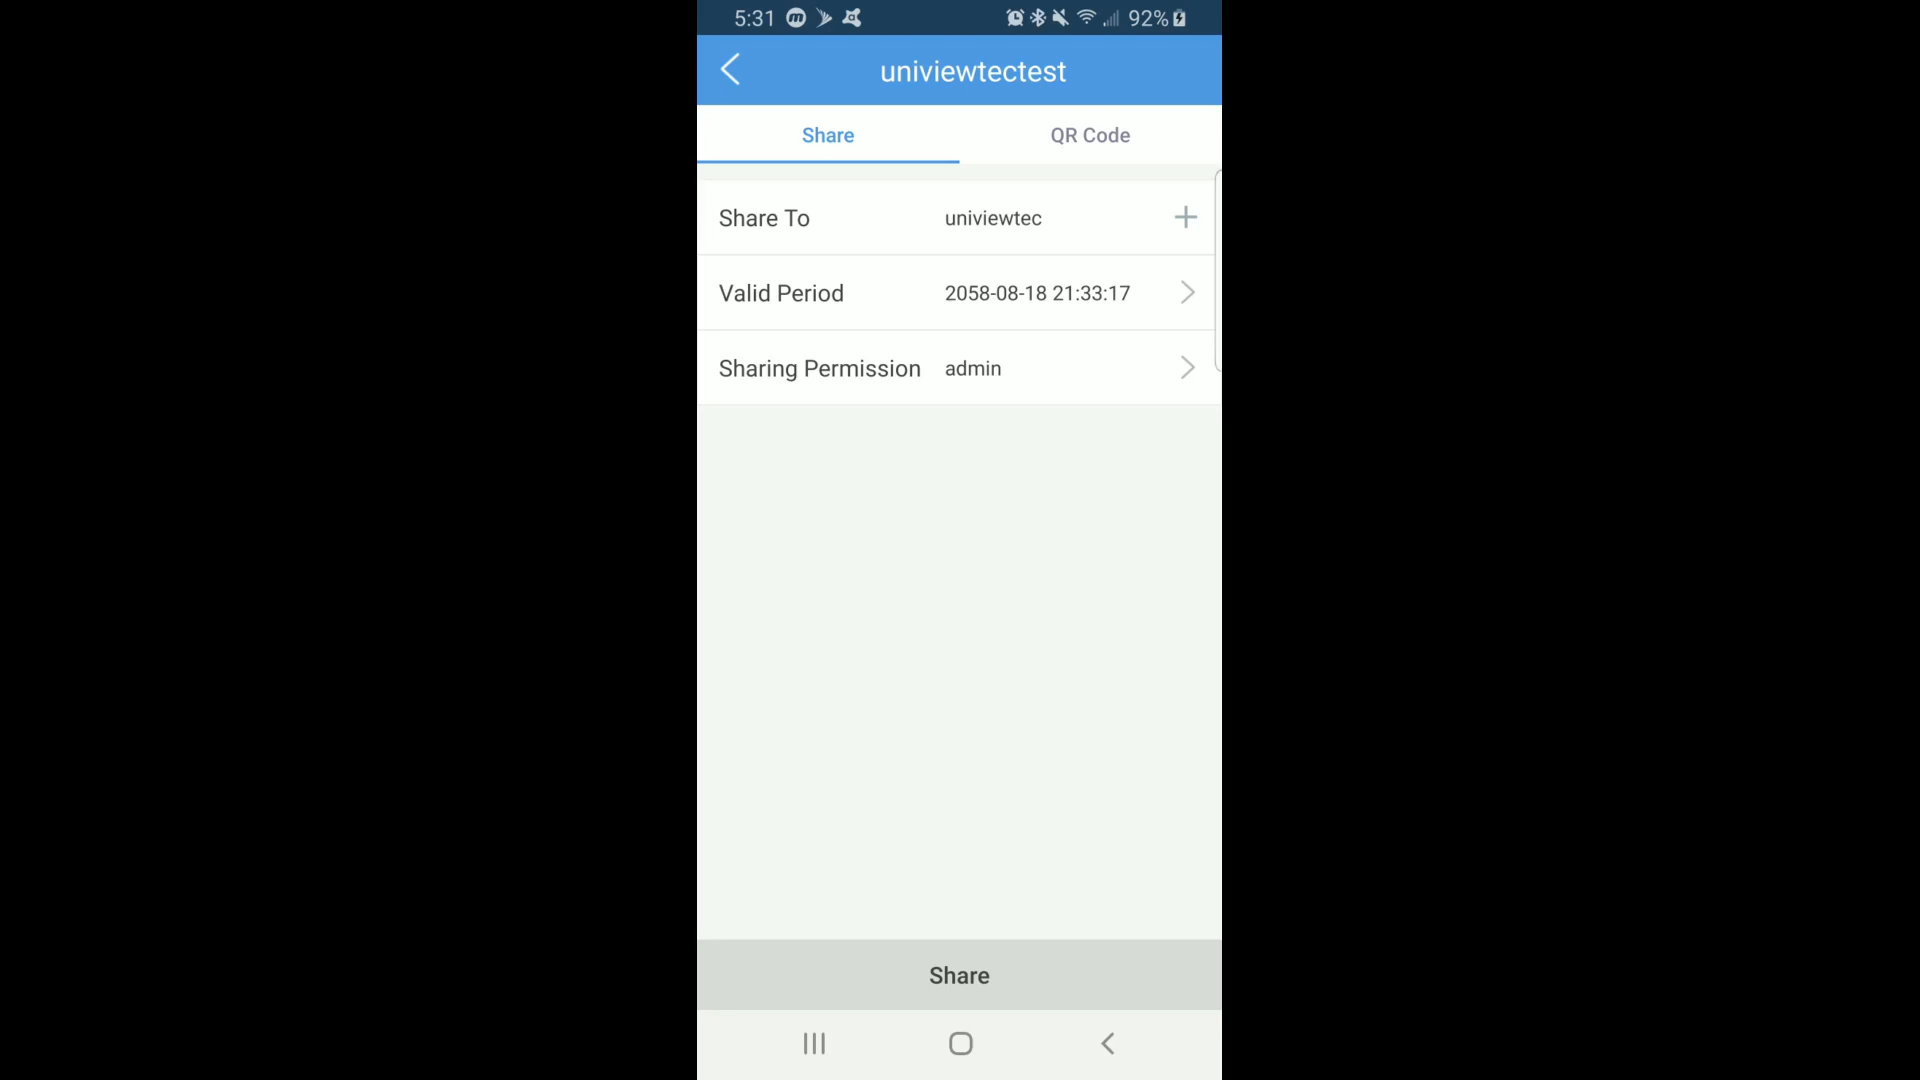 5:31 92%
univiewtectest
Share QR Code
Share To univiewtec
Valid Period 2058-08-18 21:33:17
Sharing Permission admin
Share